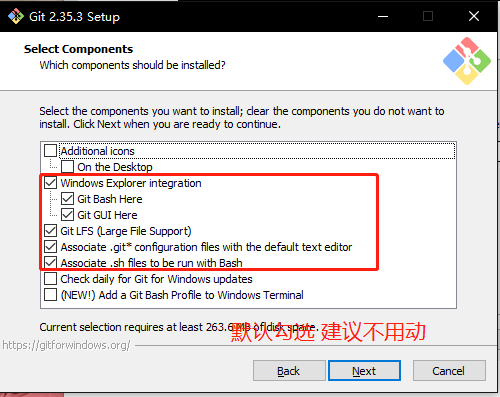 Git 2.35.3 Setup
Select Components
Which components should be installed?
Select the components you want to install; clear the components you do not want to
install. Click Next when you are ready to continue.
Additional icons
On the Desktop
Windows Explorer integration
Git Bash Here
Git GUI Here
Git LFS (Large File Support)
Associate .git* configuration files with the default text editor
Associate .sh files to be run with Bash
Check daily for Git for Windows updates
(NEW!) Add a Git Bash Profile to Windows Terminal
Current selection requires at least 263.6 MB of disk space.
默认勾选 建议不用动
https://gitforwindows.org/
Back
Next
Cancel